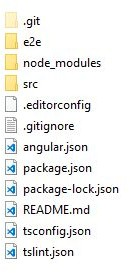 .git
e2e
node_modules
src
.editorconfig
.gitignore
angular.json
package.json
package-lock.json
README.md
tsconfig.json
tslint.json